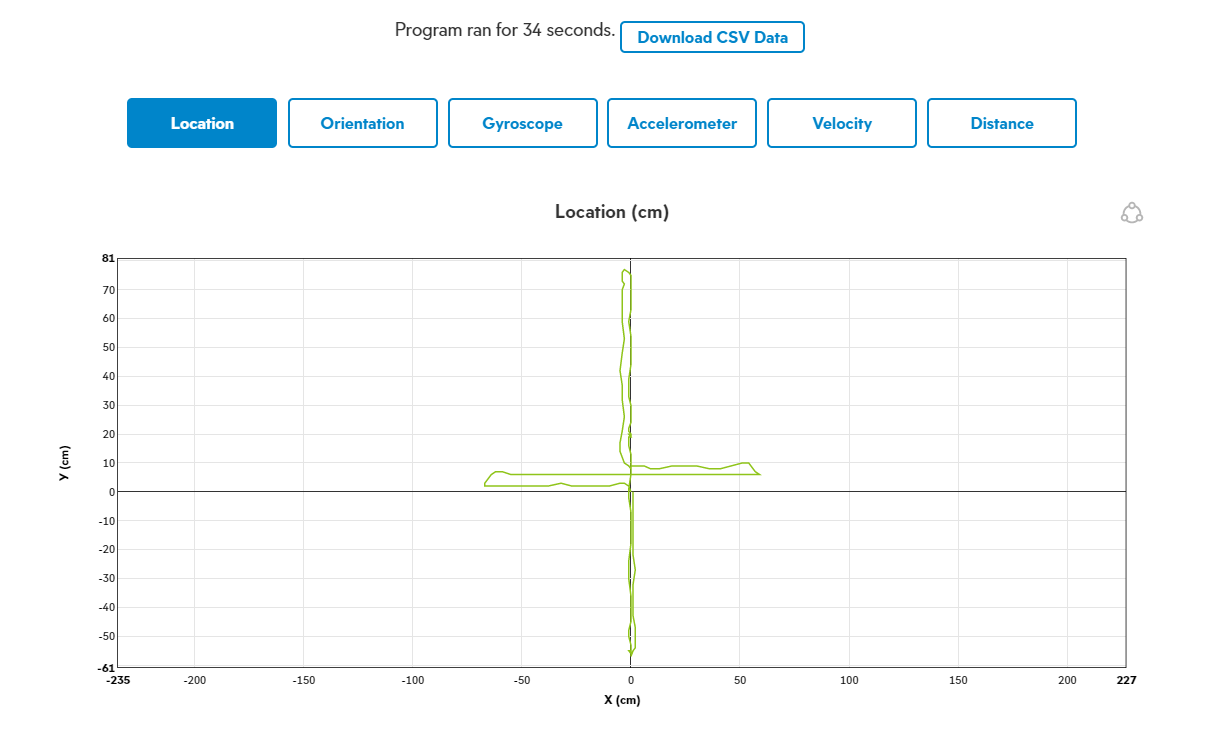 Program ran for 34 seconds. Download CSV Data
Location Orientation Gyroscope Accelerometer Velocity Distance
Location (cm)
81
70
60
50
40
30
20
10
0
-10
-20
-30
-40
-50
-61
Y (cm)
-235 -200 -150 -100 -50 0 50 100 150 200 227
X (cm)